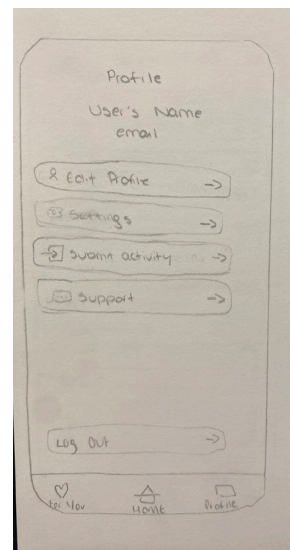 Profile
User's Name
email
Edit Profile
Settings
Submit activity
Support
Log Out
For You
Home
Profile